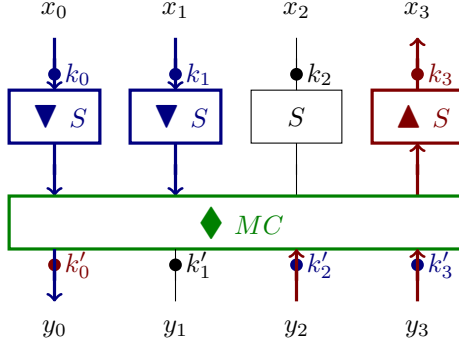 x₀ x₁ x₂ x₃
k₀ k₁ k₂ k₃
▼ S ▼ S S ▲ S
♦ MC
k′₀ k′₁ k′₂ k′₃
y₀ y₁ y₂ y₃